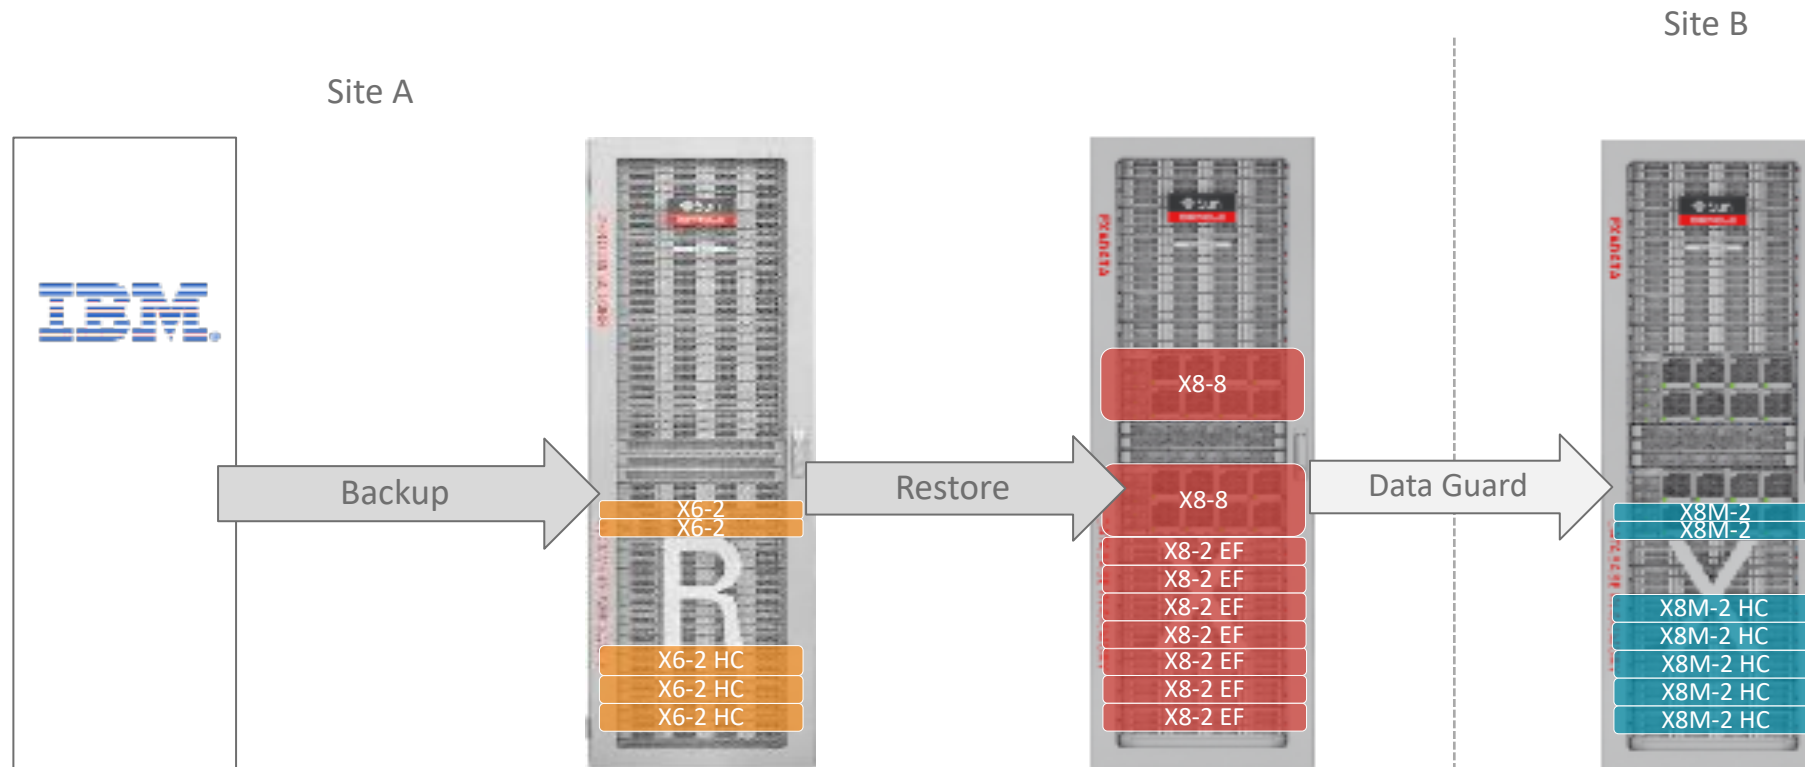 Site B
Site A
IBM
Sun
Sun
Sun
X8-8
Backup
Restore
X8-8
Data Guard
X6-2
X6-2
X8M-2
X8M-2
R
X8-2 EF
X8-2 EF
X8-2 EF
X8-2 EF
X8-2 EF
X8-2 EF
X8-2 EF
X6-2 HC
X6-2 HC
X6-2 HC
X8M-2 HC
X8M-2 HC
X8M-2 HC
X8M-2 HC
X8M-2 HC